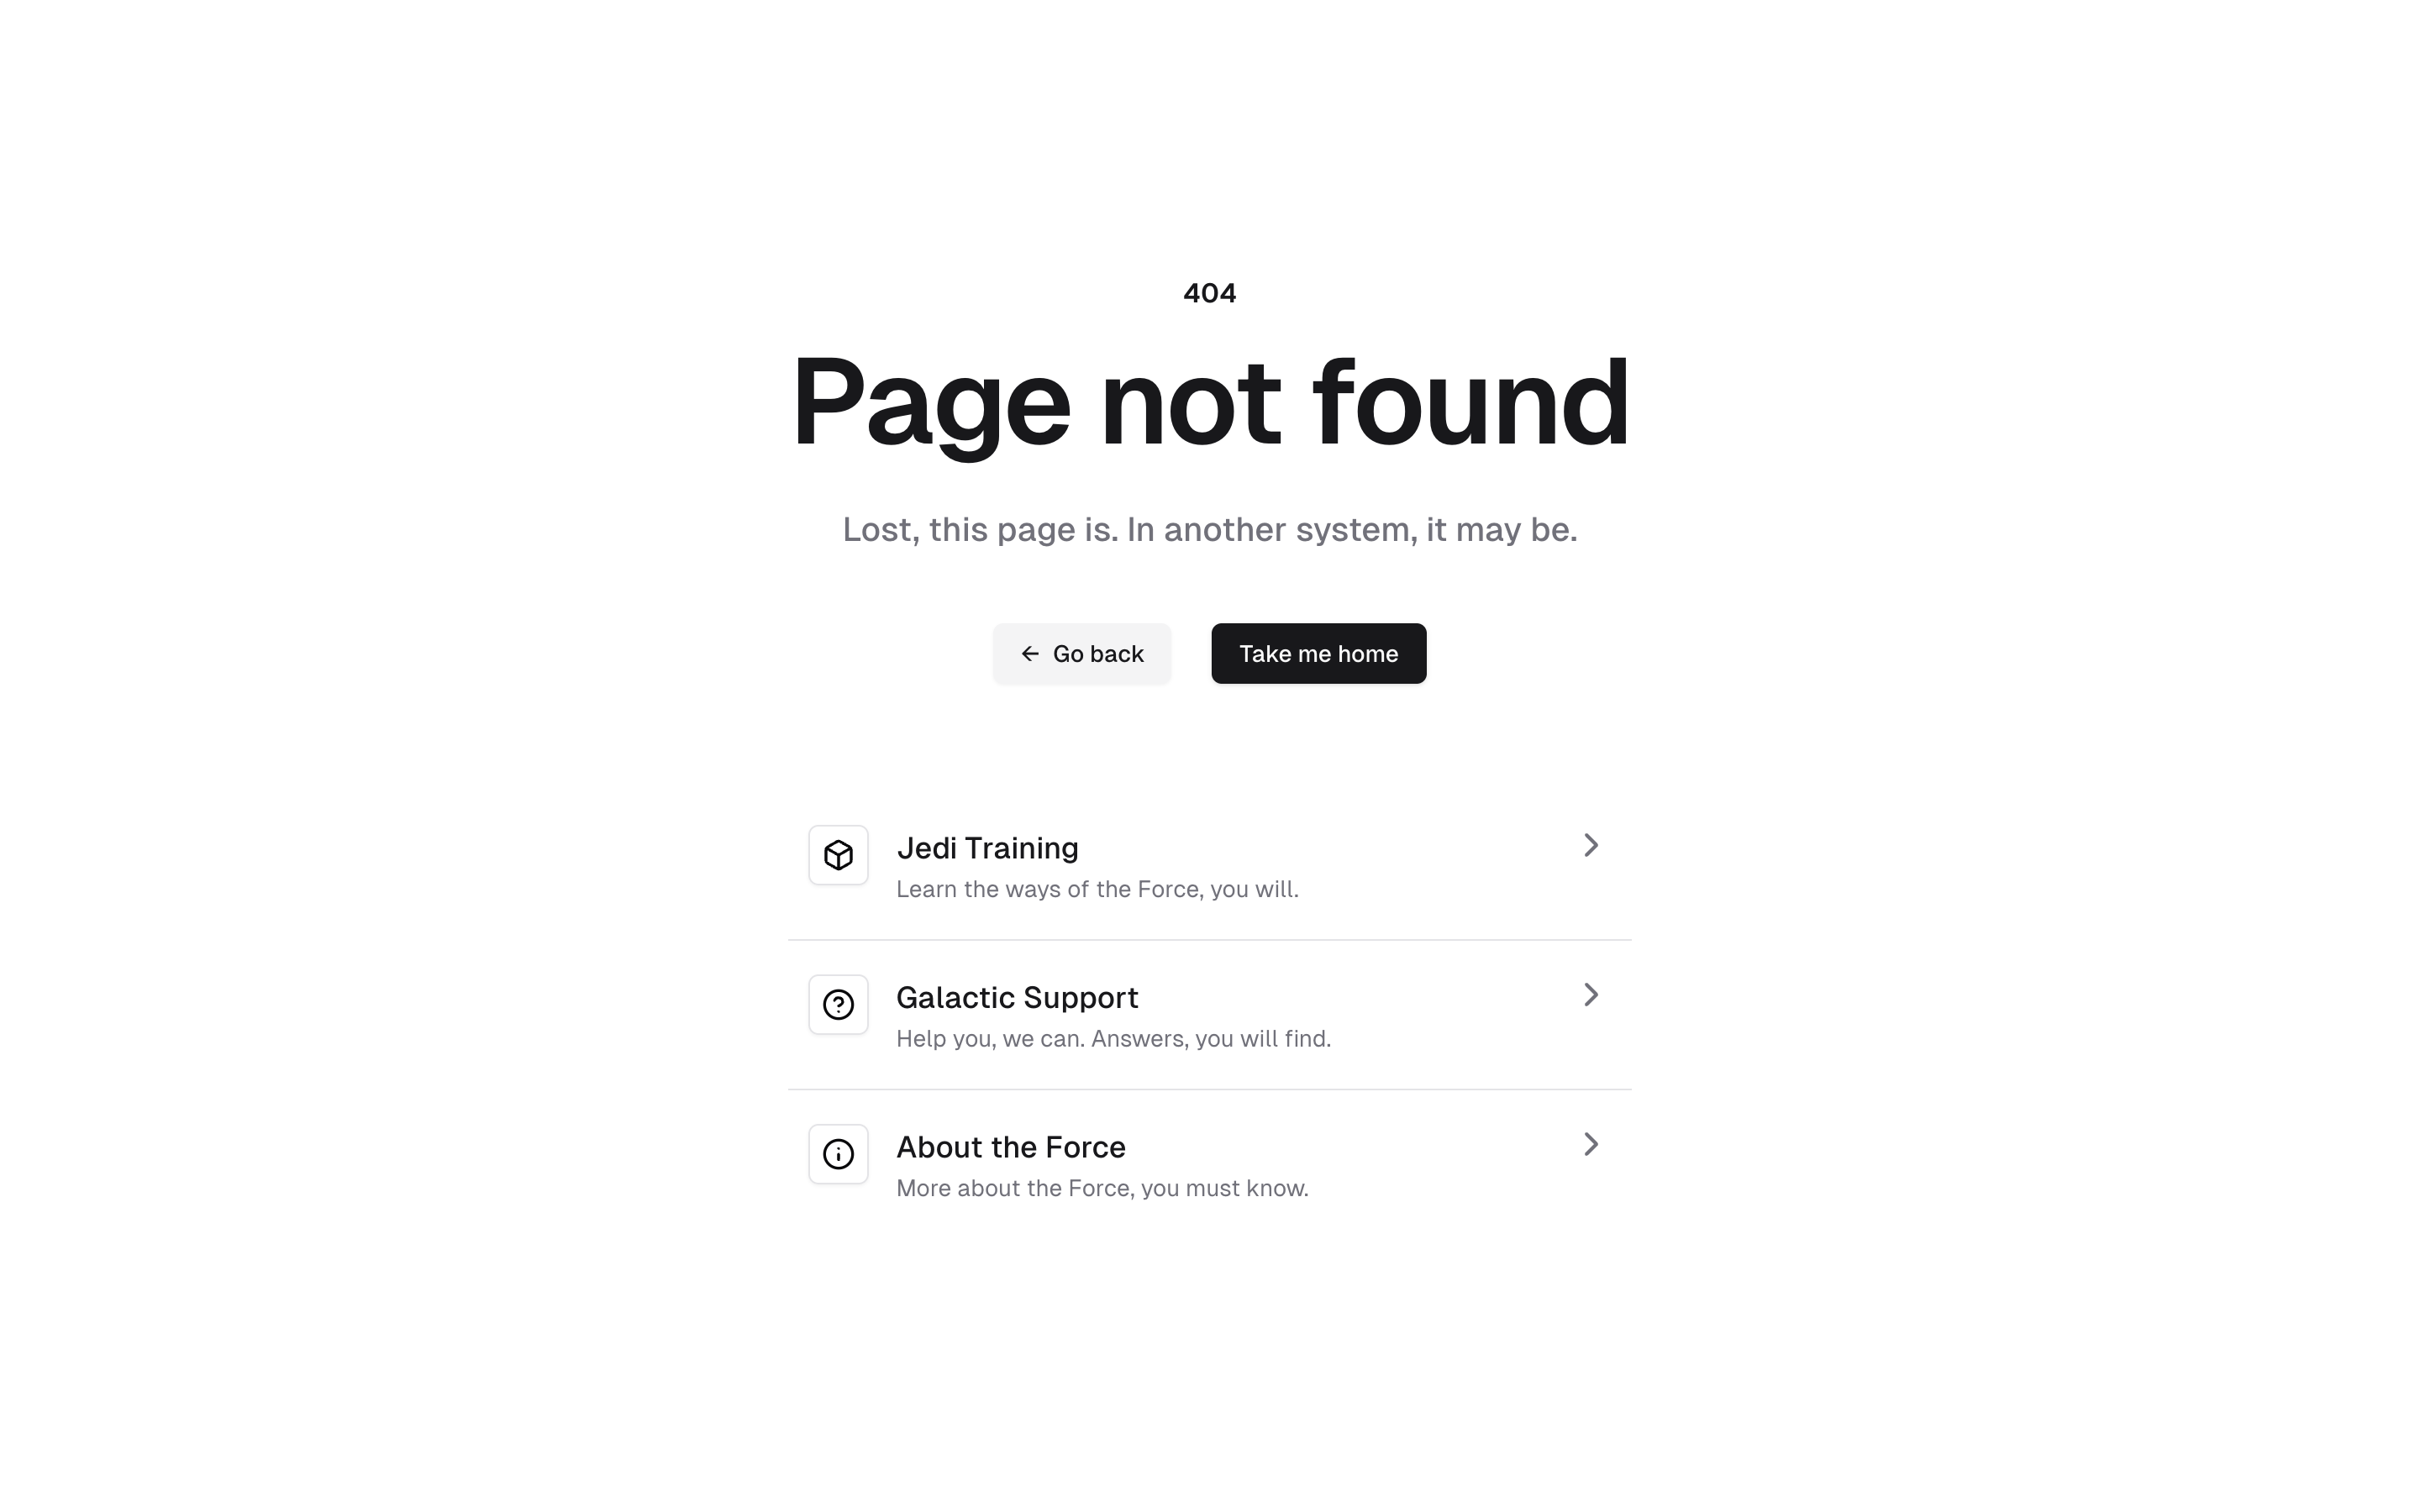 404
Page not found
Lost, this page is. In another system, it may be.
← Go back
Take me home
Jedi Training
Learn the ways of the Force, you will.
Galactic Support
Help you, we can. Answers, you will find.
About the Force
More about the Force, you must know.